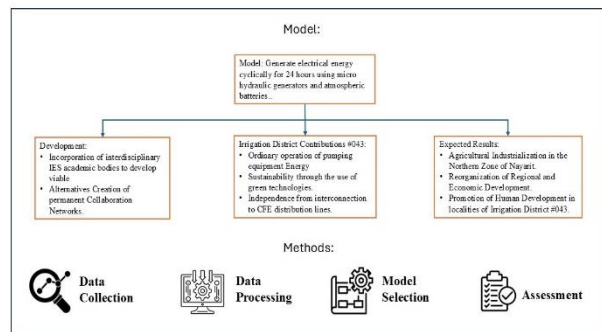 Model:
Model: Generate electrical energy
cyclically for 24 hours using micro
hydraulic generators and atmospheric
batteries..
Development:
• Incorporation of interdisciplinary
IES academic bodies to develop
viable
• Alternatives Creation of
permanent Collaboration
Networks.
Irrigation District Contributions #043:
• Ordinary operation of pumping
equipment Energy
• Sustainability through the use of
green technologies.
• Independence from interconnection
to CFE distribution lines.
Expected Results:
• Agricultural Industrialization in the
Northern Zone of Nayarit.
• Reorganization of Regional and
Economic Development.
• Promotion of Human Development in
localities of Irrigation District #043.
Methods:
Data
Collection
Data
Processing
Model
Selection
Assessment